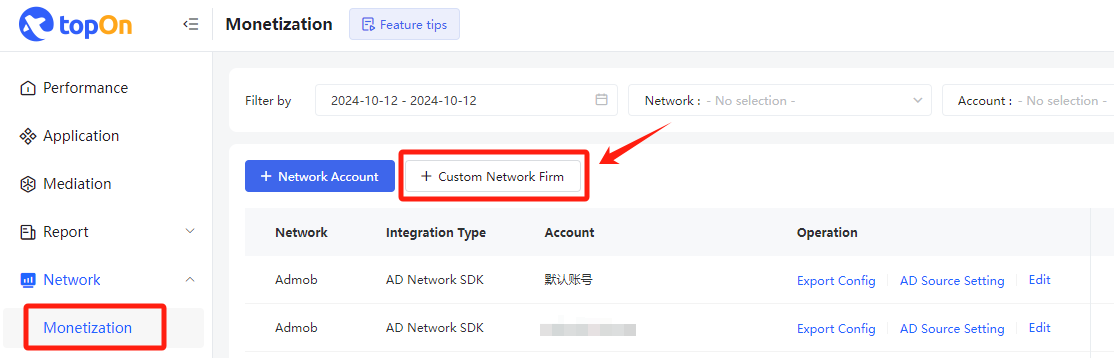 topOn
Monetization
Feature tips
Performance
Application
Mediation
Report
Network
Monetization
Filter by
2024-10-12 - 2024-10-12
Network : - No selection -
Account : - No selection -
+ Network Account
+ Custom Network Firm
Network Integration Type Account Operation
Admob AD Network SDK 默认账号 Export Config AD Source Setting Edit
Admob AD Network SDK Export Config AD Source Setting Edit